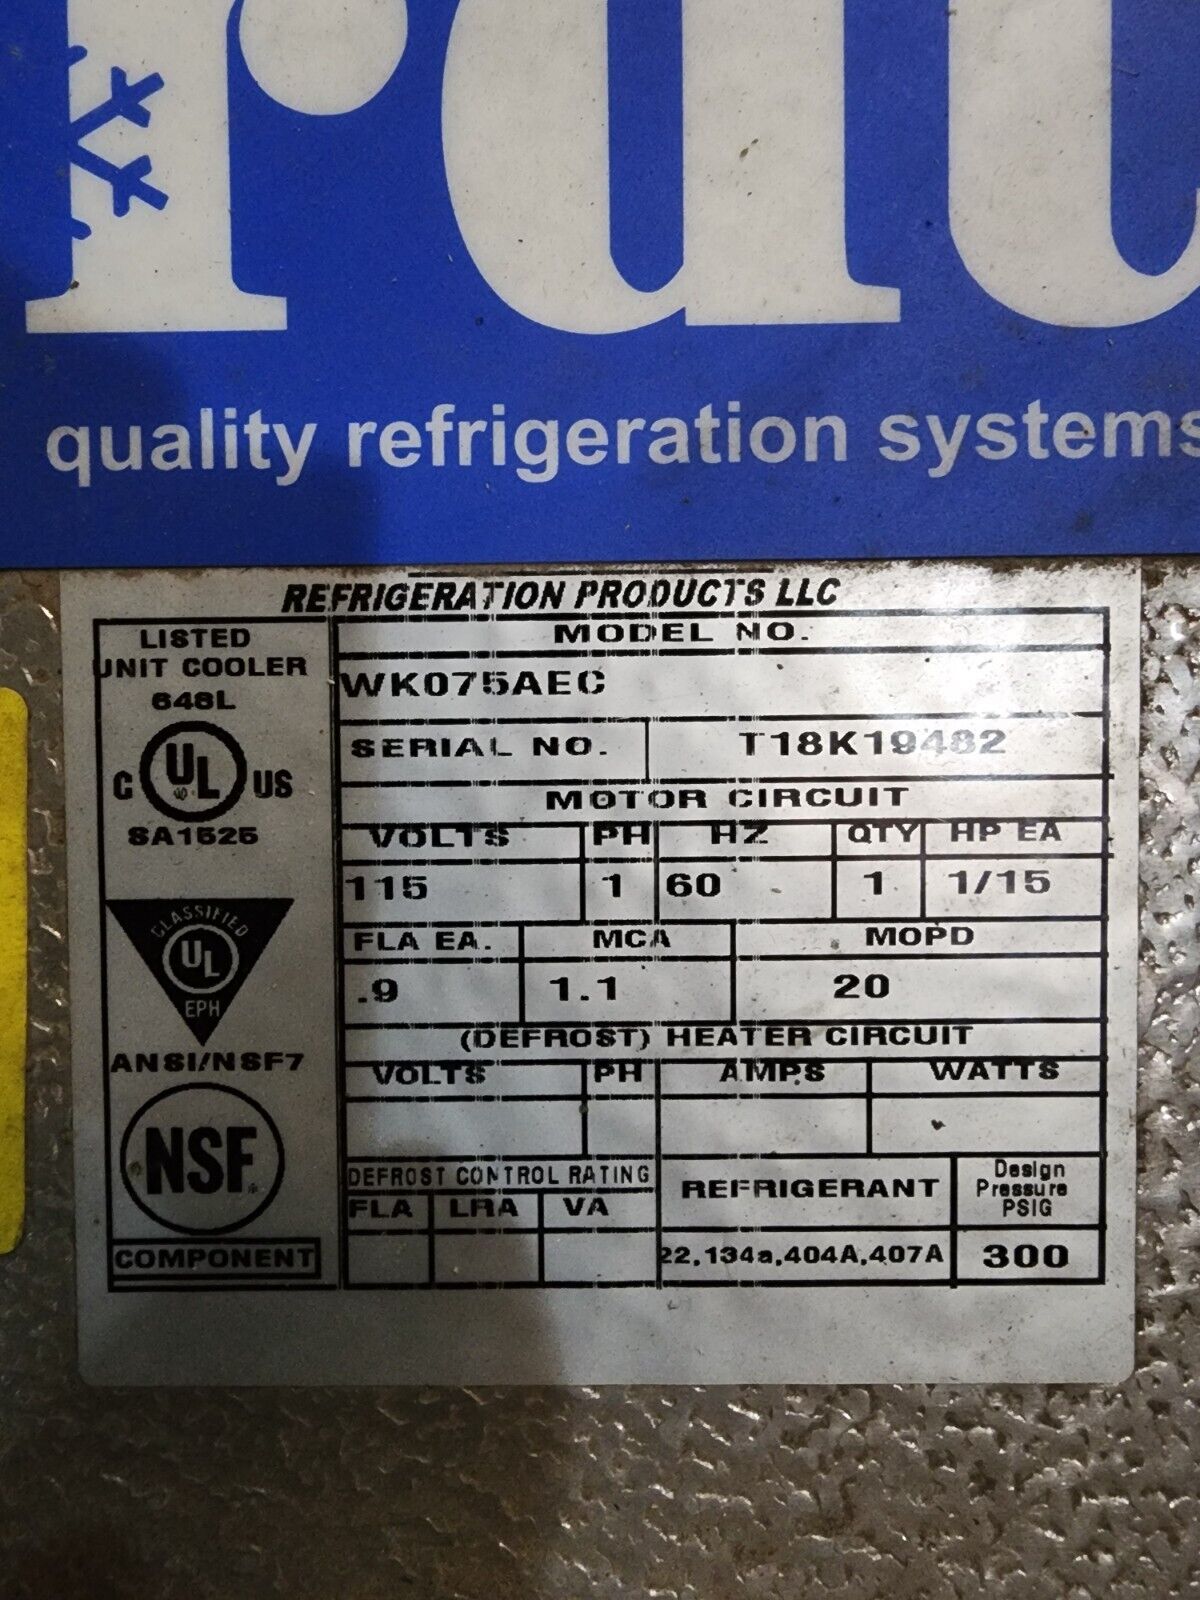 quality refrigeration systems
REFRIGERATION PRODUCTS LLC
LISTED
UNIT COOLER
648L
C UL US
SA1525
CLASSIFIED
UL
EPH
ANSI/NSF7
NSF
COMPONENT
MODEL NO.
WK075AEC
SERIAL NO. T18K19482
MOTOR CIRCUIT
VOLTS PH HZ QTY HP EA
115 1 60 1 1/15
FLA EA. MCA MOPD
.9 1.1 20
(DEFROST) HEATER CIRCUIT
VOLTS PH AMPS WATTS
DEFROST CONTROL RATING
FLA LRA VA
REFRIGERANT
22,134a,404A,407A
Design
Pressure
PSIG
300